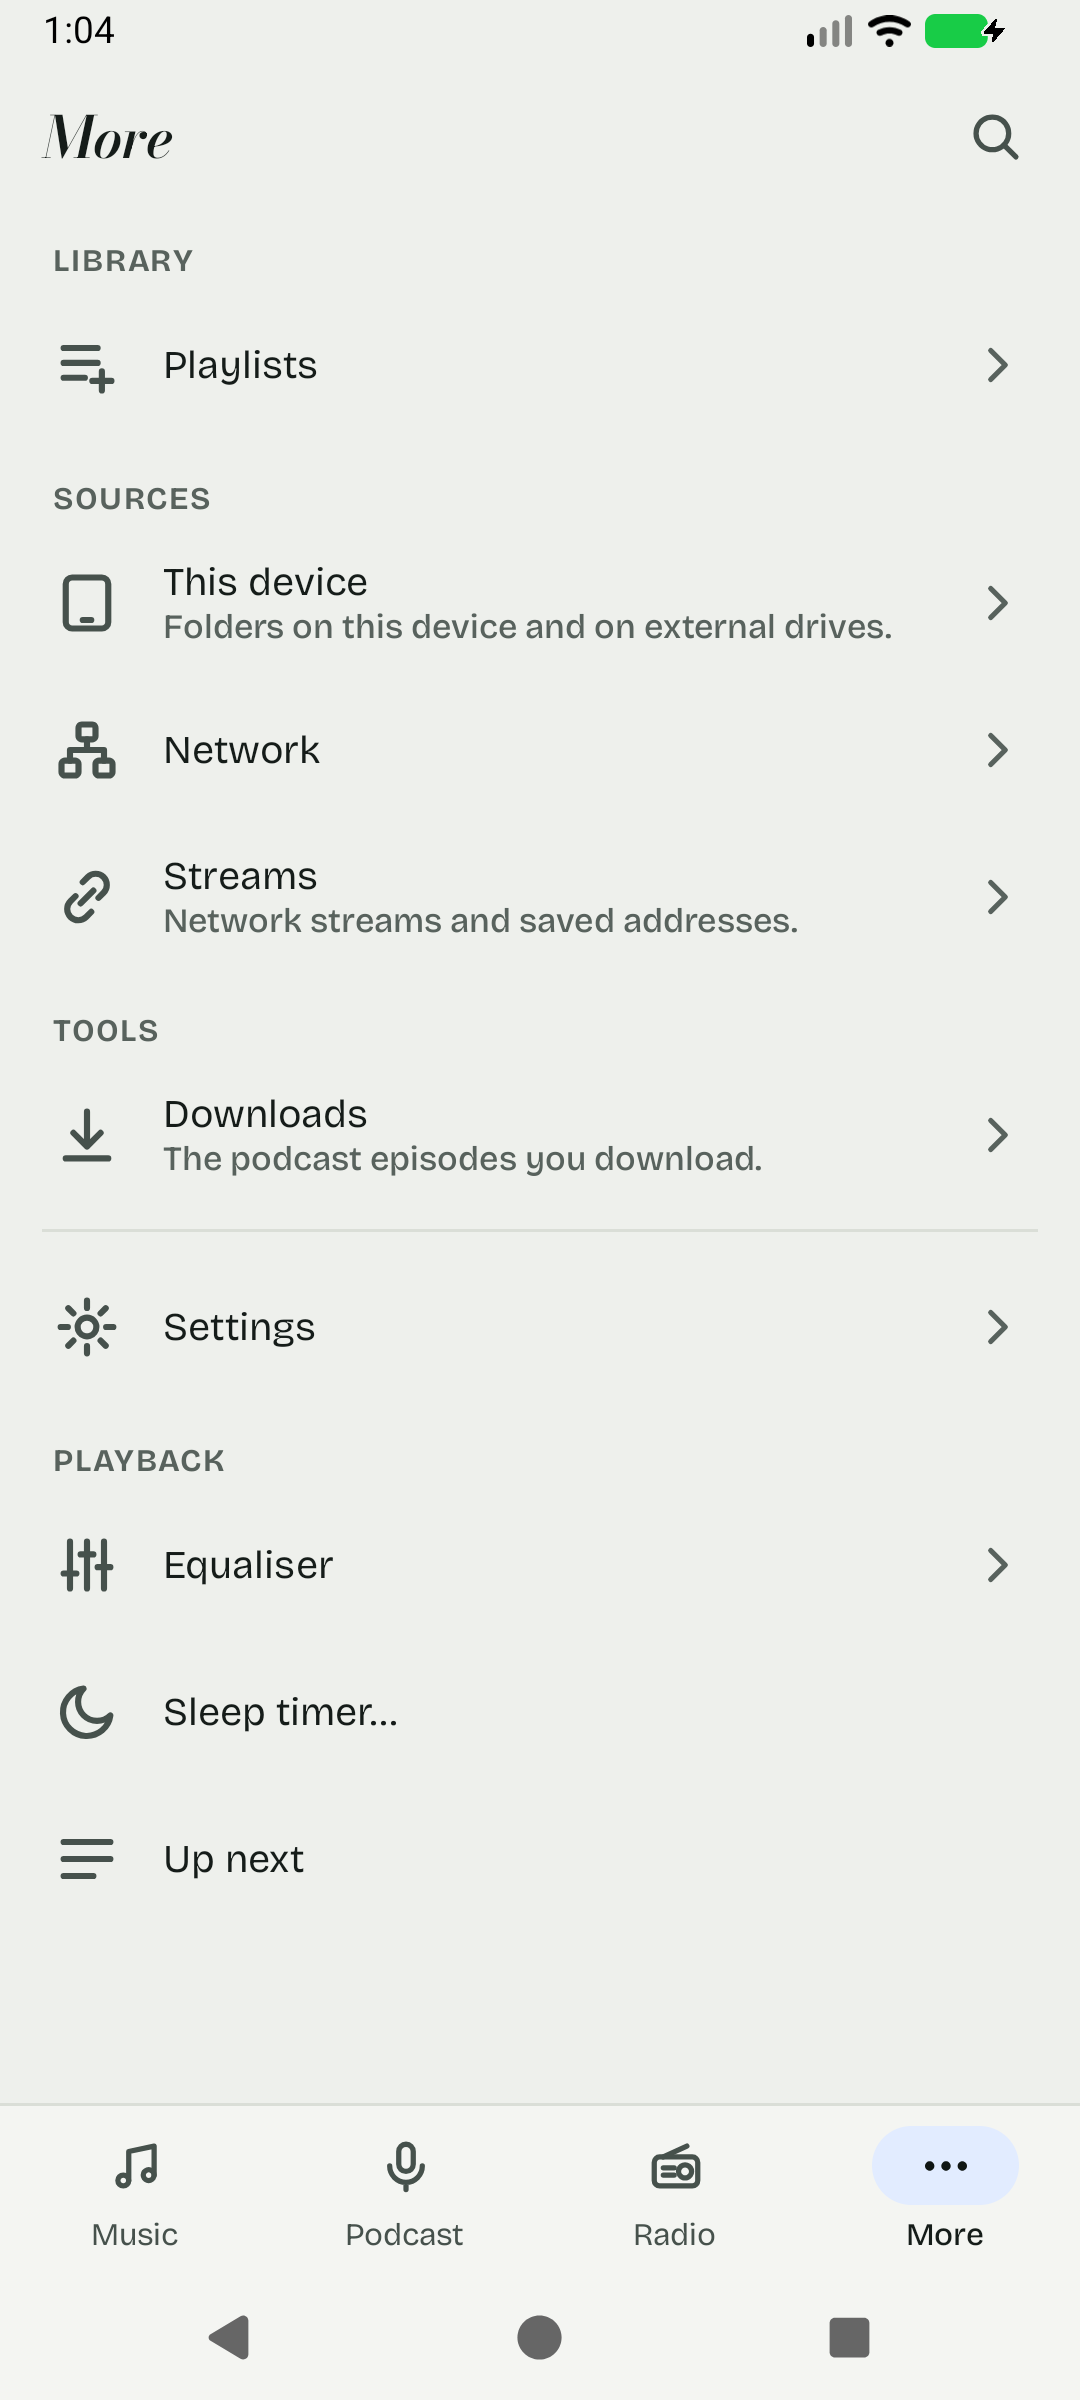 1:04
More
LIBRARY
Playlists
SOURCES
This device
Folders on this device and on external drives.
Network
Streams
Network streams and saved addresses.
TOOLS
Downloads
The podcast episodes you download.
Settings
PLAYBACK
Equaliser
Sleep timer...
Up next
Music
Podcast
Radio
More